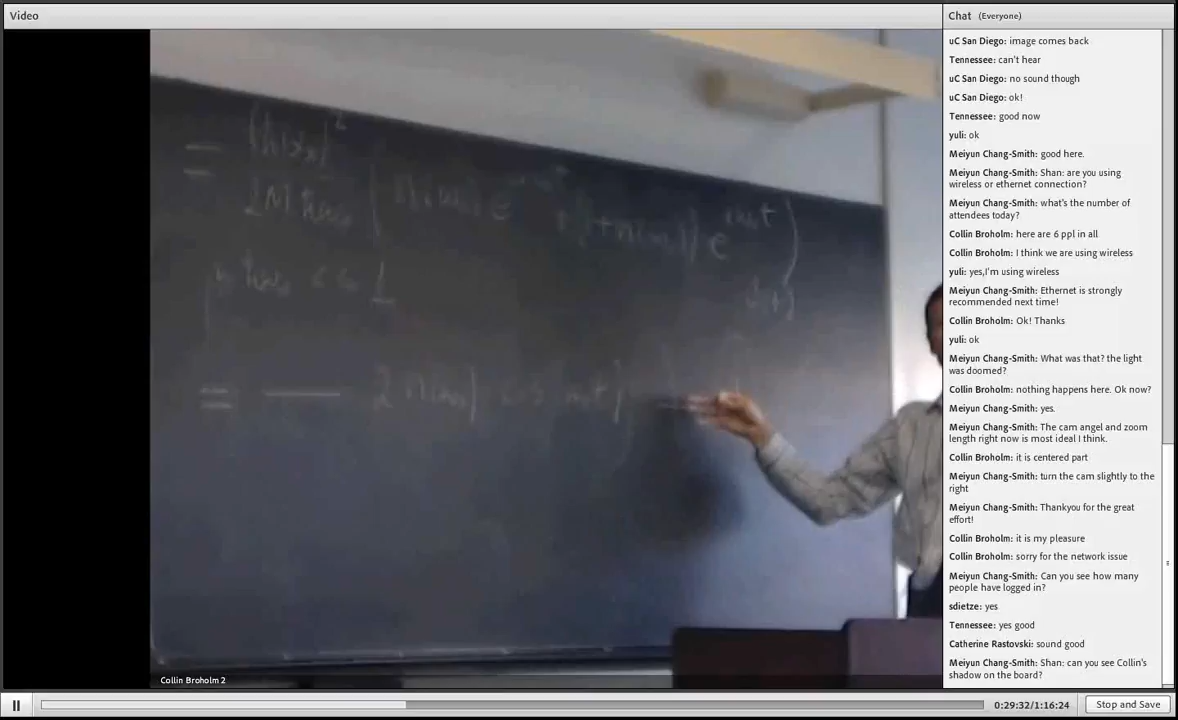 Video
Chat (Everyone)
uC San Diego: image comes back
Tennessee: can't hear
uC San Diego: no sound though
uC San Diego: ok!
Tennessee: good now
yuli: ok
Meiyun Chang-Smith: good here.
Meiyun Chang-Smith: Shan: are you using
wireless or ethernet connection?
Meiyun Chang-Smith: what's the number of
attendees today?
Collin Broholm: here are 6 ppl in all
Collin Broholm: I think we are using wireless
yuli: yes,I'm using wireless
Meiyun Chang-Smith: Ethernet is strongly
recommended next time!
Collin Broholm: Ok! Thanks
yuli: ok
Meiyun Chang-Smith: What was that? the light
was doomed?
Collin Broholm: nothing happens here. Ok now?
Meiyun Chang-Smith: yes.
Meiyun Chang-Smith: The cam angel and zoom
length right now is most ideal I think.
Collin Broholm: it is centered part
Meiyun Chang-Smith: turn the cam slightly to the
right
Meiyun Chang-Smith: Thankyou for the great
effort!
Collin Broholm: it is my pleasure
Collin Broholm: sorry for the network issue
Meiyun Chang-Smith: Can you see how many
people have logged in?
sdietze: yes
Tennessee: yes good
Catherine Rastovski: sound good
Meiyun Chang-Smith: Shan: can you see Collin's
shadow on the board?
Collin Broholm 2
0:29:32/1:16:24
Stop and Save